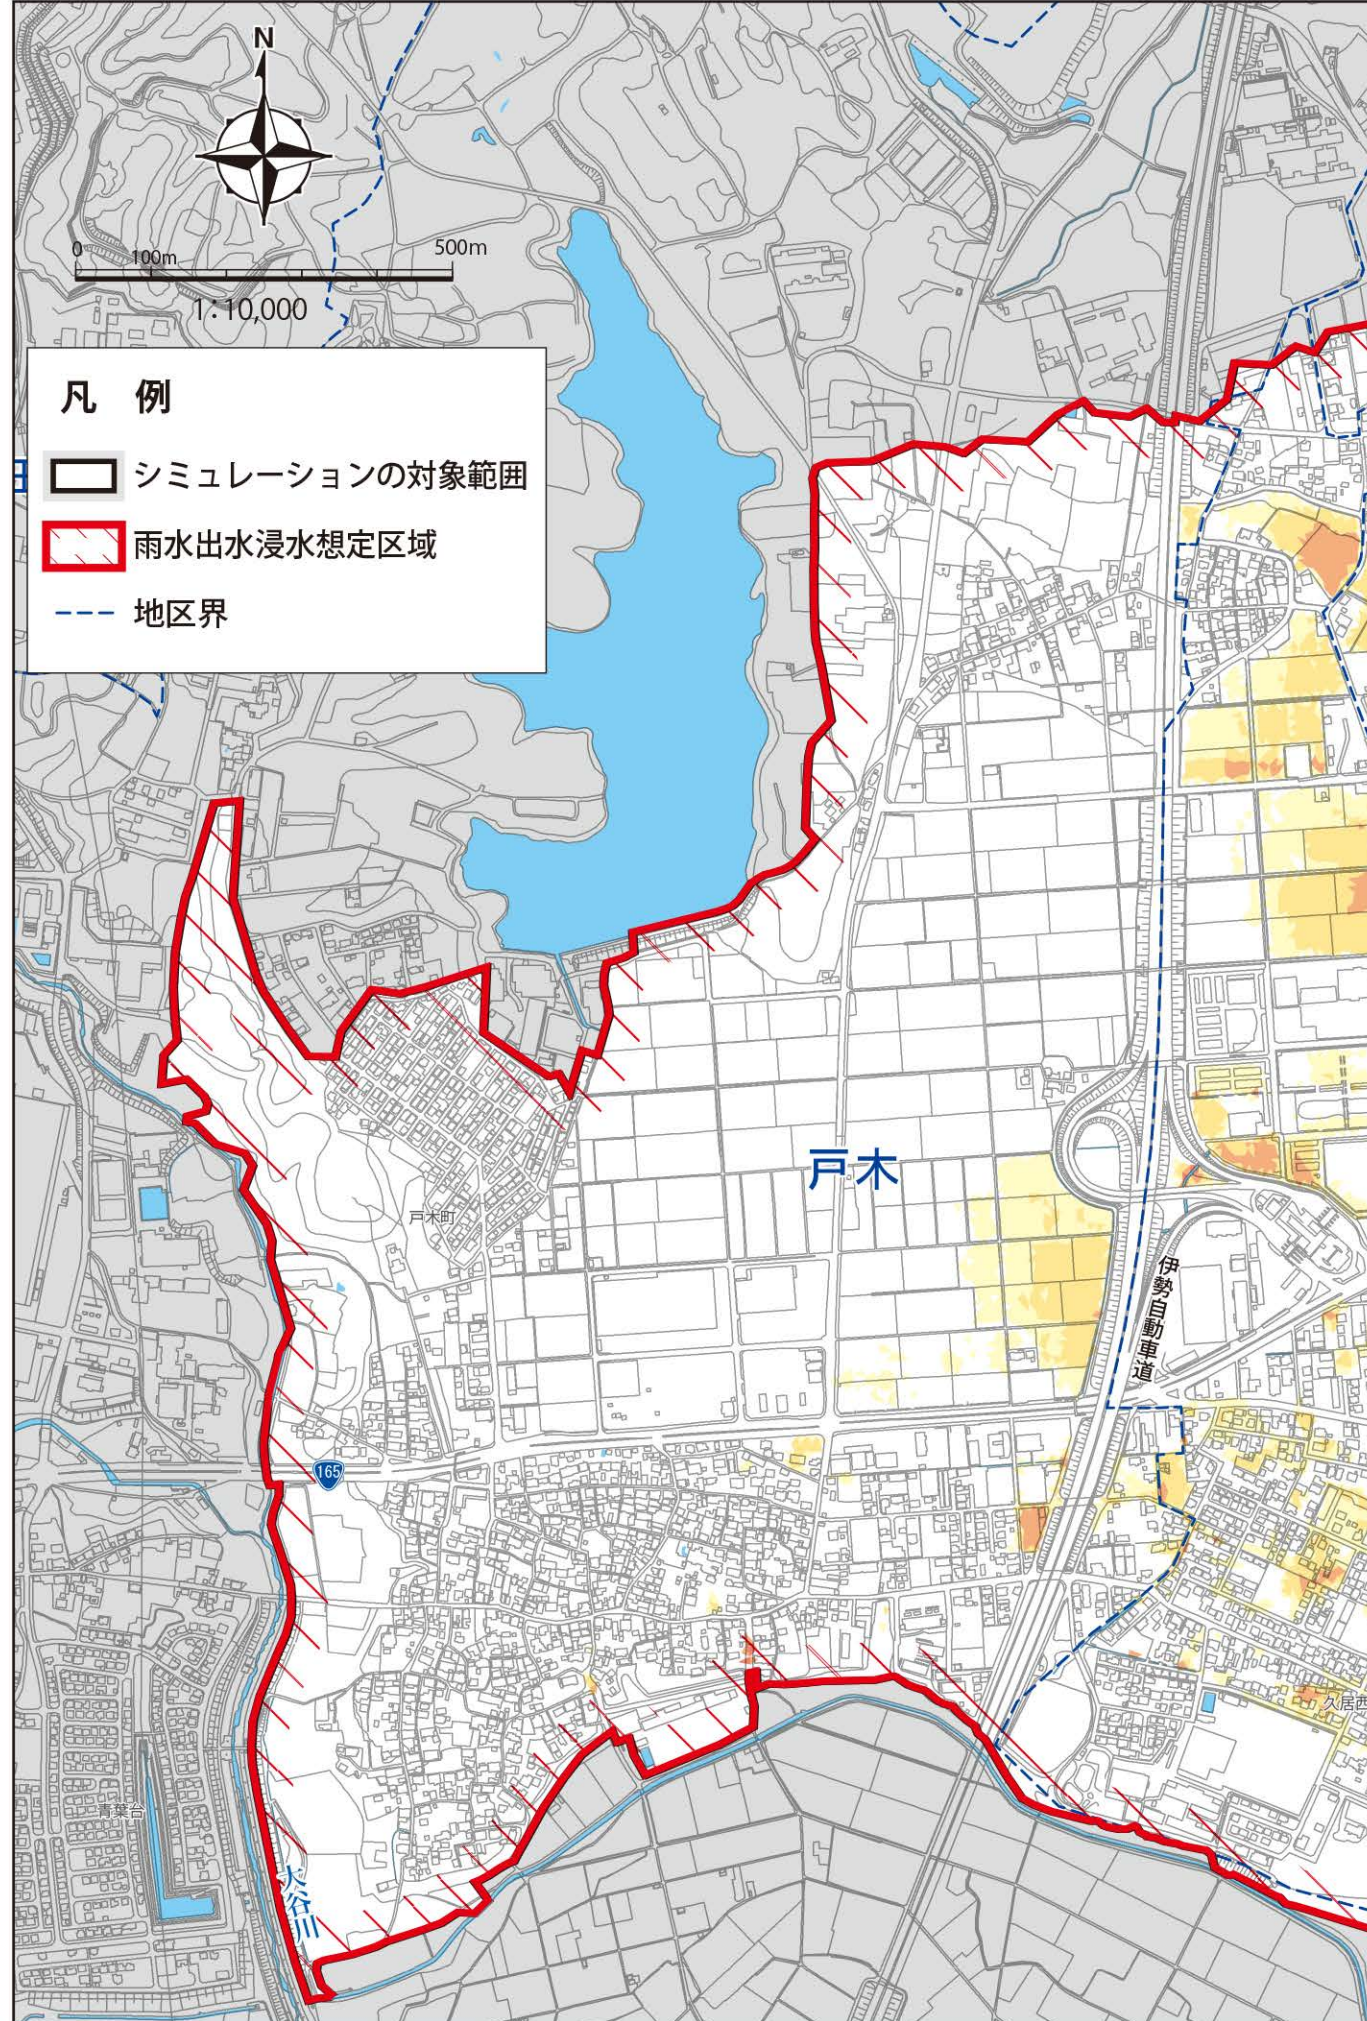 N
0 100m 500m
1:10,000
凡 例
シミュレーションの対象範囲
雨水出水浸水想定区域
地区界
戸木
戸木町
伊勢自動車道
165
久居西
青葉台
大谷川